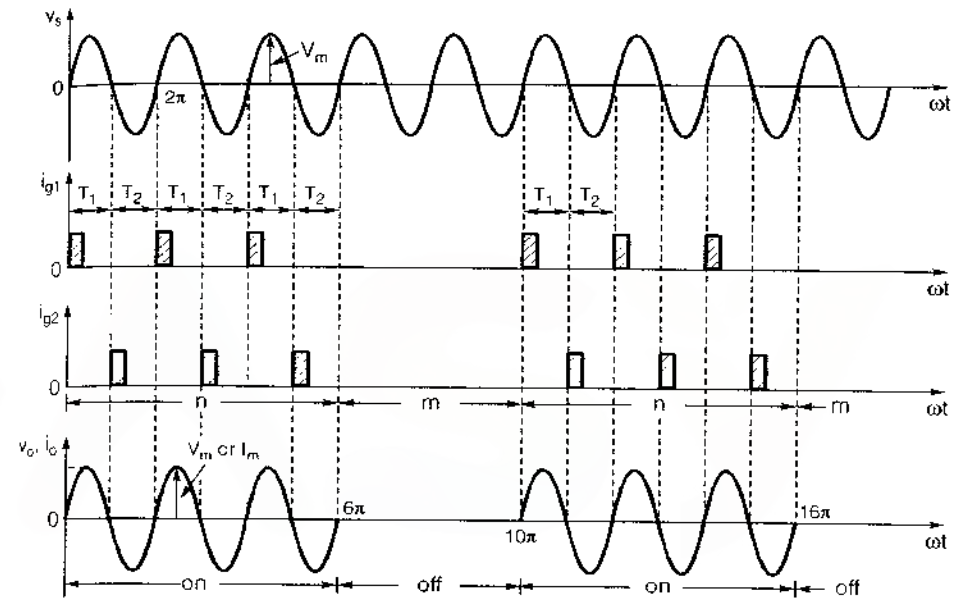 vs
Vm
0
2π
ωt
ig1
T1 T2 T1 T2 T1 T2 T1 T2
0
ωt
ig2
0
n m n m
ωt
vo, io
Vm or Im
6π
16π
0
10π
ωt
on off on off